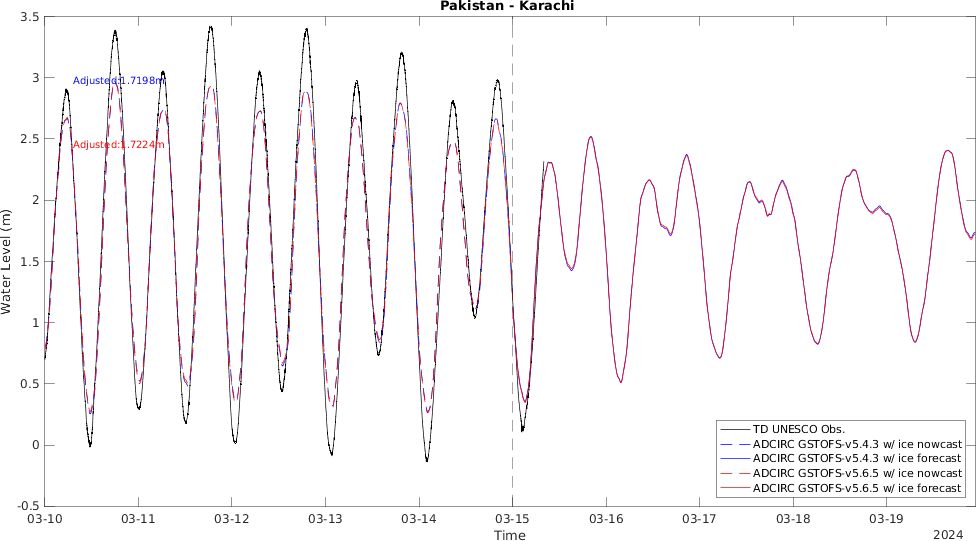 Pakistan - Karachi
3.5
3
2.5
2
1.5
1
0.5
0
-0.5
Water Level (m)
Adjusted:1.7198m
Adjusted:1.7224m
TD UNESCO Obs.
ADCIRC GSTOFS-v5.4.3 w/ ice nowcast
ADCIRC GSTOFS-v5.4.3 w/ ice forecast
ADCIRC GSTOFS-v5.6.5 w/ ice nowcast
ADCIRC GSTOFS-v5.6.5 w/ ice forecast
03-10 03-11 03-12 03-13 03-14 03-15 03-16 03-17 03-18 03-19
Time
2024